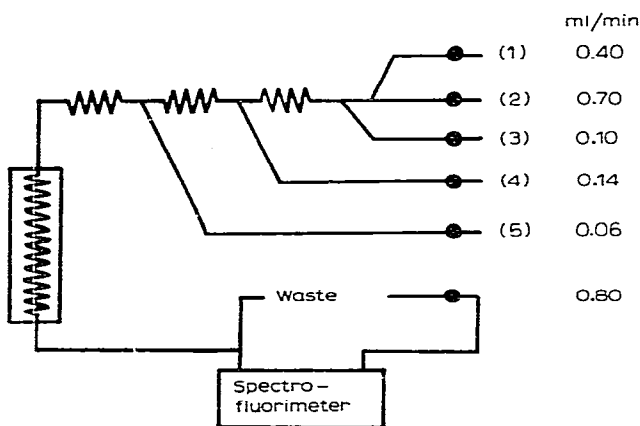 ml/min
(1) 0.40
(2) 0.70
(3) 0.10
(4) 0.14
(5) 0.06
Waste 0.80
Spectro-
fluorimeter